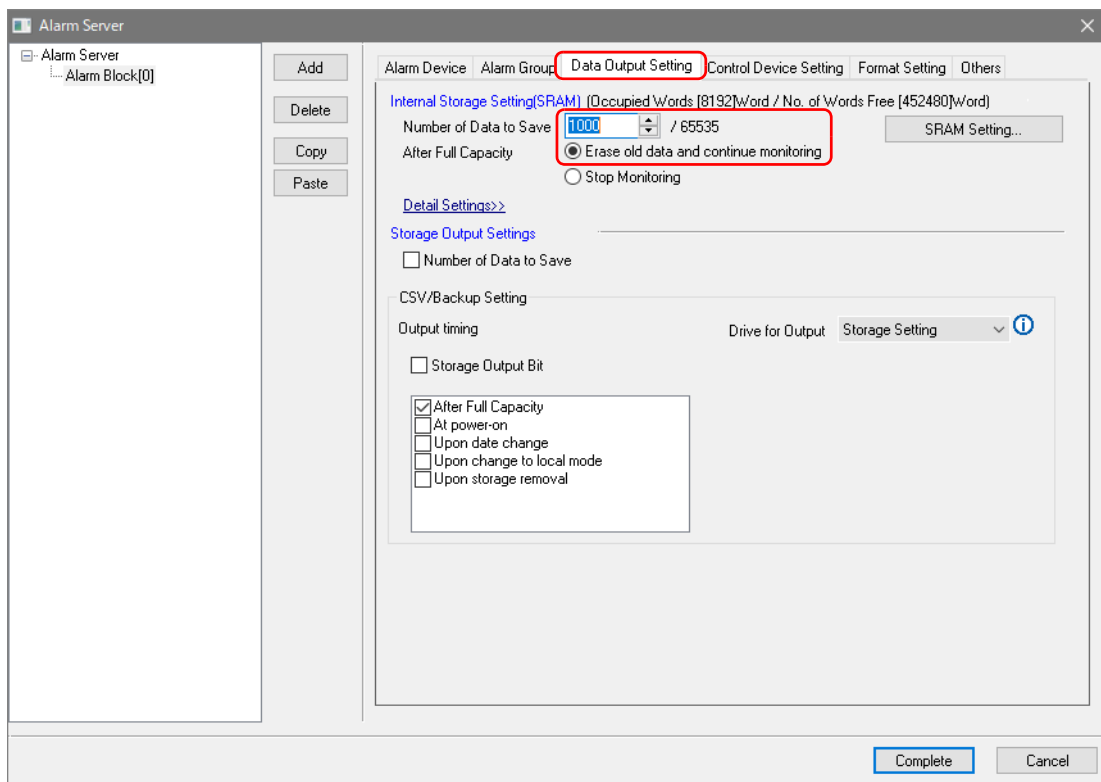 Alarm Server
Alarm Server
Alarm Block[0]
Add
Delete
Copy
Paste
Alarm Device Alarm Group Data Output Setting Control Device Setting Format Setting Others
Internal Storage Setting(SRAM) (Occupied Words [8192]Word / No. of Words Free [452480]Word)
Number of Data to Save 1000 / 65535 SRAM Setting...
After Full Capacity Erase old data and continue monitoring
Stop Monitoring
Detail Settings>>
Storage Output Settings
Number of Data to Save
CSV/Backup Setting
Output timing Drive for Output Storage Setting
Storage Output Bit
After Full Capacity
At power-on
Upon date change
Upon change to local mode
Upon storage removal
Complete Cancel